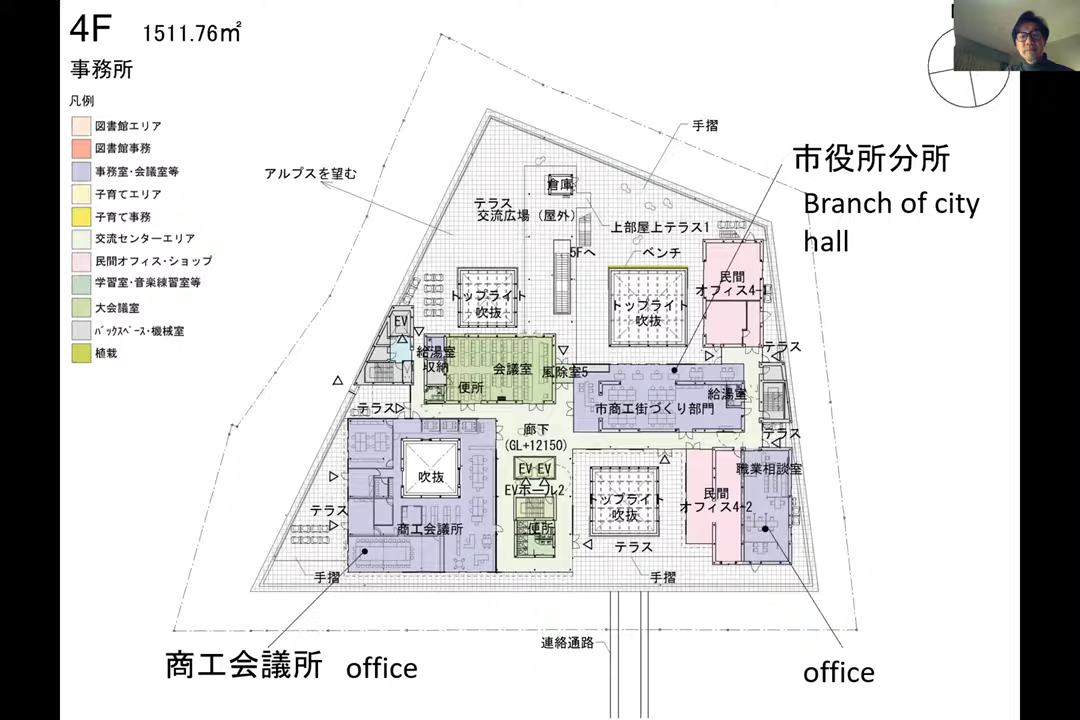 4F 1511.76㎡
事務所
凡例
図書館エリア
図書館事務
事務室・会議室等
子育てエリア
子育て事務
交流センターエリア
民間オフィス・ショップ
学習室・音楽練習室等
大会議室
バックスペース・機械室
植栽
手摺
市役所分所
Branch of city
hall
アルプスを望む
倉庫
テラス
交流広場（屋外）
上部屋上テラス1
5Fへ
ベンチ
民間
オフィス4-1
トップライト
吹抜
トップライト
吹抜
EV
給湯室
収納
会議室
便所
風除室5
テラス
給湯室
市商工街づくり部門
テラス
テラス
廊下
(GL+12150)
吹抜
EV EV
EVホール2
職業相談室
民間
オフィス4-2
トップライト
吹抜
テラス
商工会議所
便所
テラス
手摺
手摺
連絡通路
商工会議所 office
office